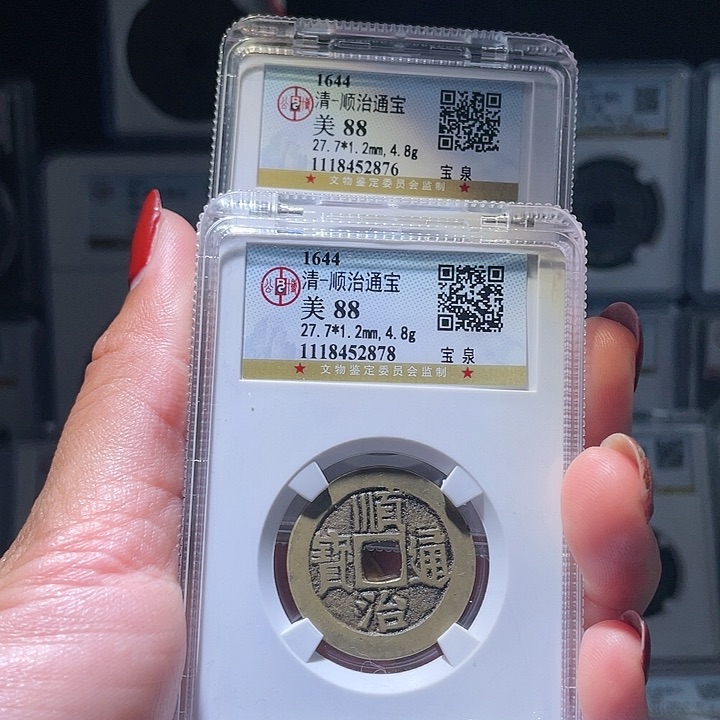 1644
清-顺治通宝
美 88
27.7*1.2mm, 4.8g
1118452876 宝泉
★ 文物鉴定委员会监制 ★
1644
清-顺治通宝
美 88
27.7*1.2mm, 4.8g
1118452878 宝泉
★ 文物鉴定委员会监制 ★
順
寶 通
治